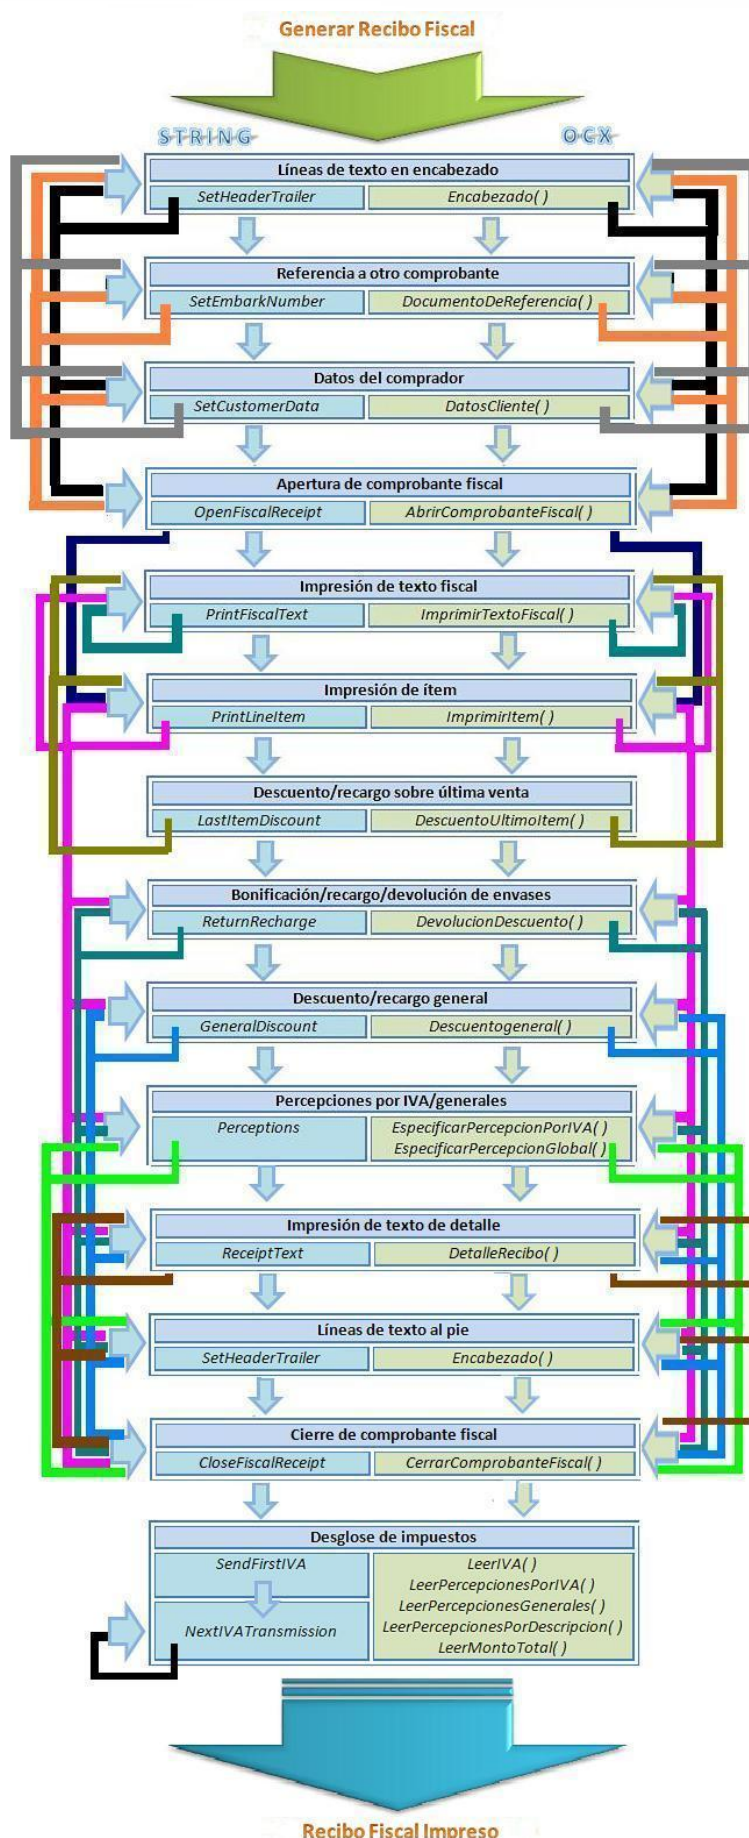 Generar Recibo Fiscal
STRING OCX
Líneas de texto en encabezado
SetHeaderTrailer Encabezado( )
Referencia a otro comprobante
SetEmbarkNumber DocumentoDeReferencia( )
Datos del comprador
SetCustomerData DatosCliente( )
Apertura de comprobante fiscal
OpenFiscalReceipt AbrirComprobanteFiscal( )
Impresión de texto fiscal
PrintFiscalText ImprimirTextoFiscal( )
Impresión de ítem
PrintLineItem ImprimirItem( )
Descuento/recargo sobre última venta
LastItemDiscount DescuentoUltimoItem( )
Bonificación/recargo/devolución de envases
ReturnRecharge DevolucionDescuento( )
Descuento/recargo general
GeneralDiscount Descuentogeneral( )
Percepciones por IVA/generales
Perceptions EspecificarPercepcionPorIVA( )
EspecificarPercepcionGlobal( )
Impresión de texto de detalle
ReceiptText DetalleRecibo( )
Líneas de texto al pie
SetHeaderTrailer Encabezado( )
Cierre de comprobante fiscal
CloseFiscalReceipt CerrarComprobanteFiscal( )
Desglose de impuestos
SendFirstIVA LeerIVA( )
LeerPercepcionesPorIVA( )
LeerPercepcionesGenerales( )
NextIVATransmission LeerPercepcionesPorDescripcion( )
LeerMontoTotal( )
Recibo Fiscal Impreso